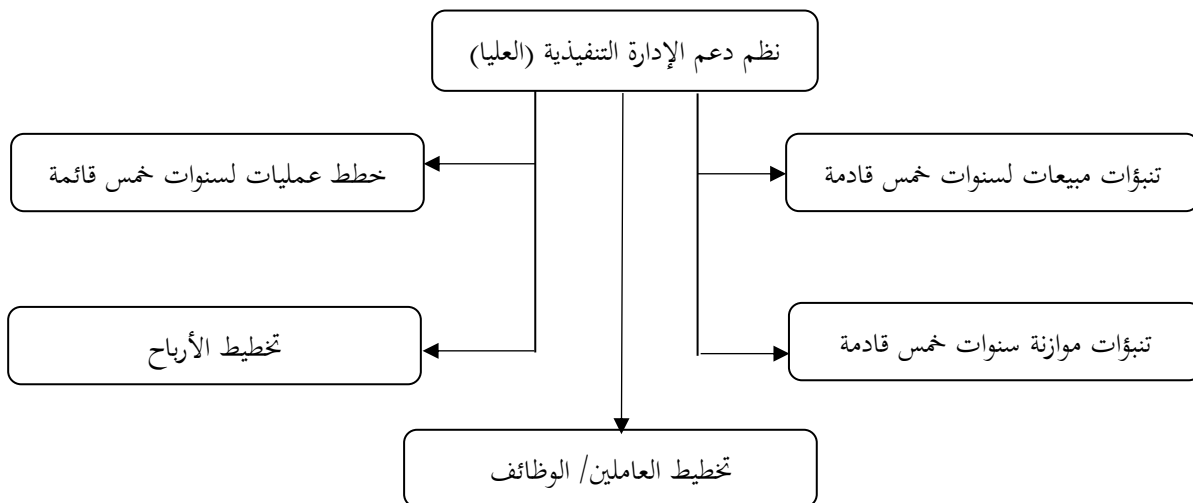 نظم دعم الإدارة التنفيذية (العليا)
تنبؤات مبيعات لسنوات خمس قادمة
خطط عمليات لسنوات خمس قائمة
تنبؤات موازنة سنوات خمس قادمة
تخطيط الأرباح
تخطيط العاملين/ الوظائف